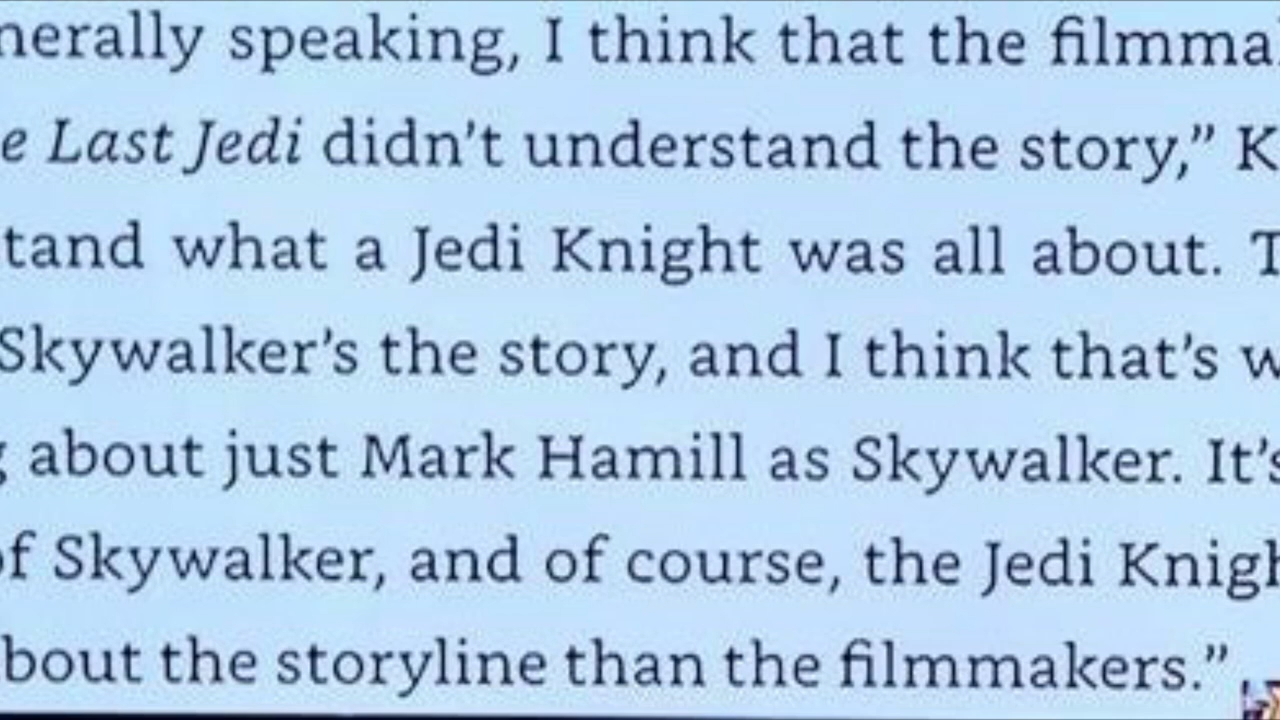 nerally speaking, I think that the filmma
e Last Jedi didn't understand the story,” K
tand what a Jedi Knight was all about. T
Skywalker's the story, and I think that's w
g about just Mark Hamill as Skywalker. It's
of Skywalker, and of course, the Jedi Knigh
bout the storyline than the filmmakers.”